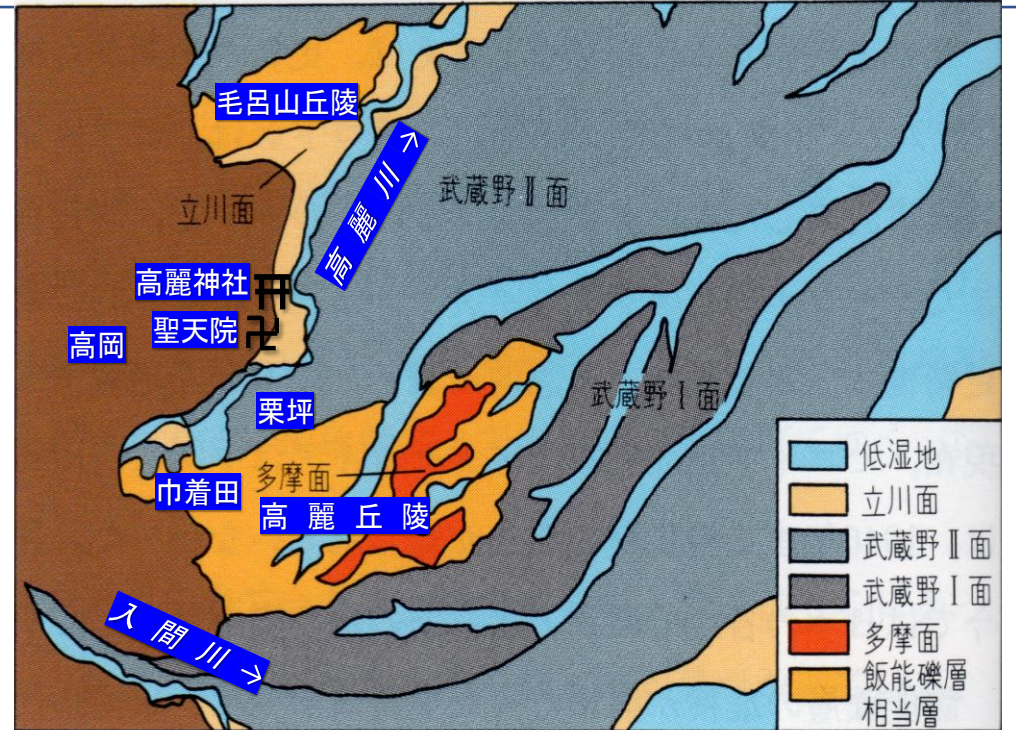 毛呂山丘陵
高麗川→
武蔵野Ⅱ面
立川面
高麗神社
聖天院
高岡
武蔵野Ⅰ面
栗坪
多摩面
巾着田
高麗丘陵
入間川→
低湿地
立川面
武蔵野Ⅱ面
武蔵野Ⅰ面
多摩面
飯能礫層
相当層